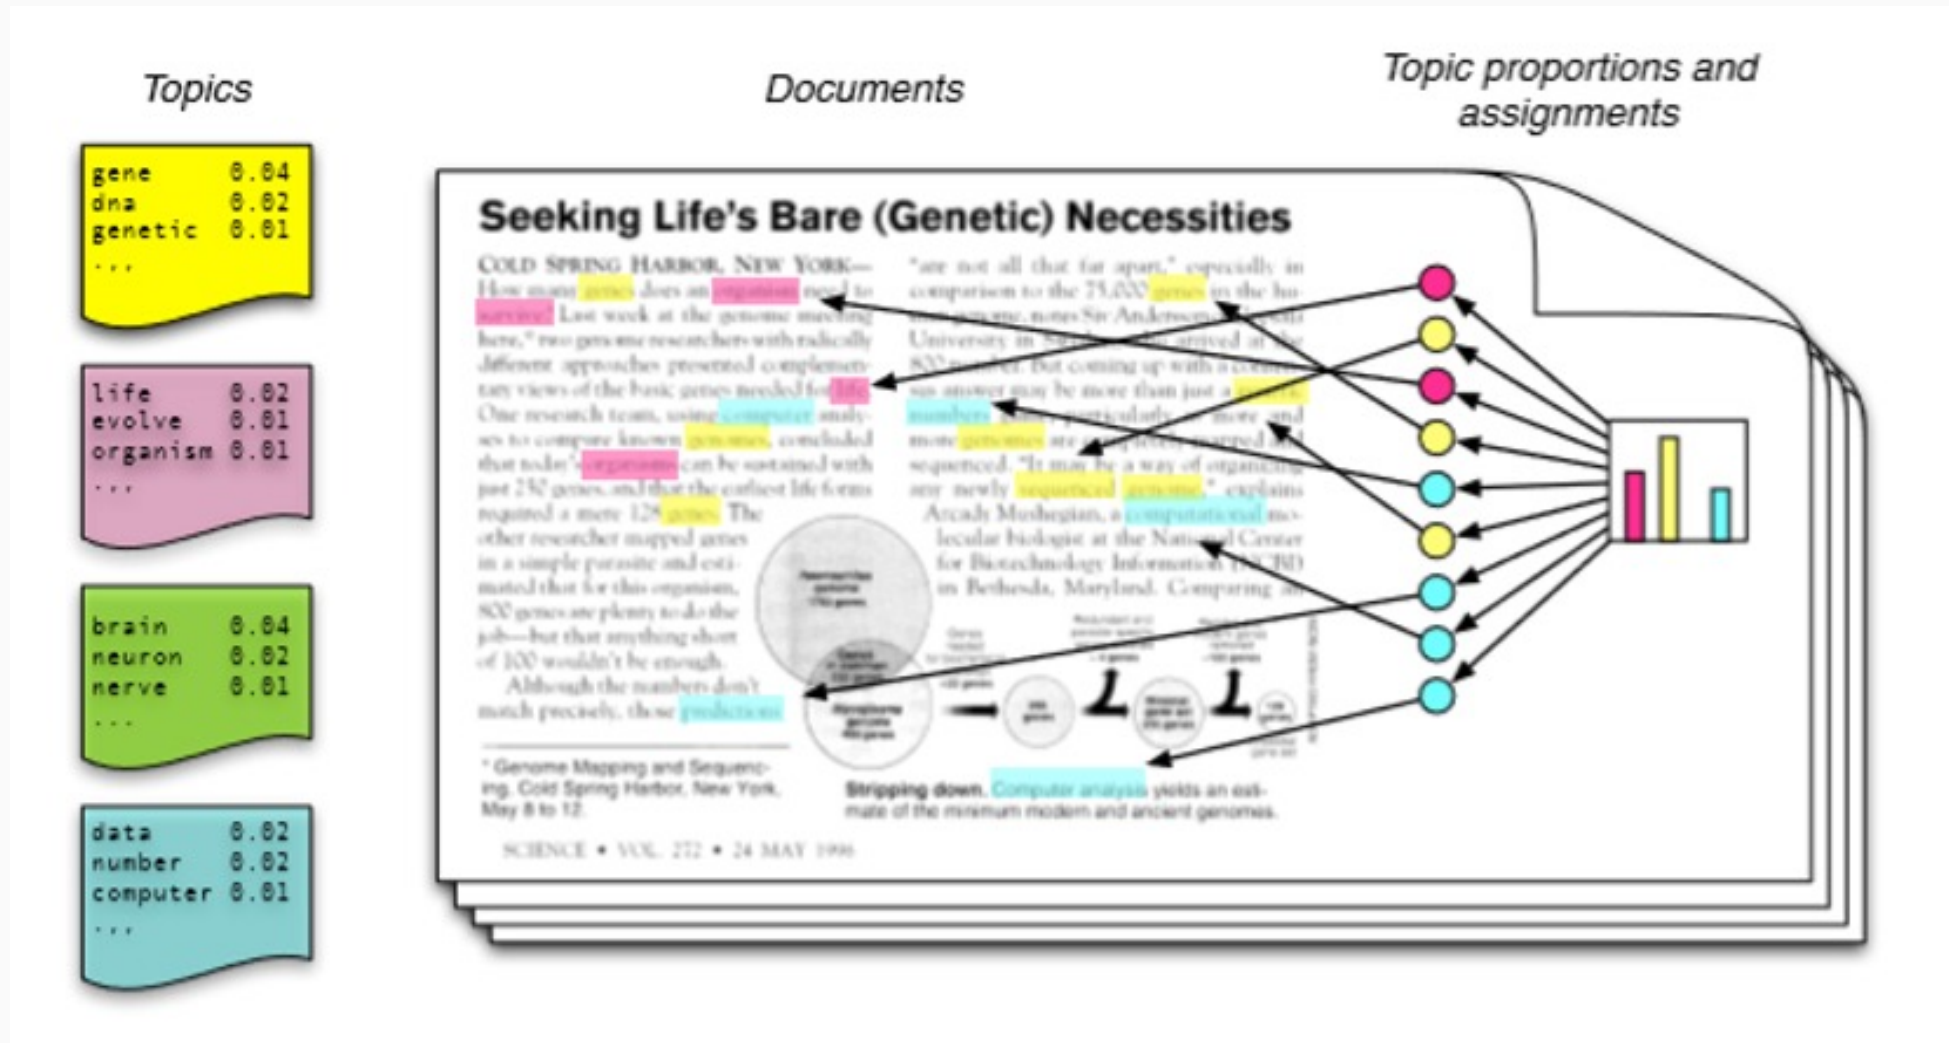 Topics
gene 0.04
dna 0.02
genetic 0.01
...
life 0.02
evolve 0.01
organism 0.01
...
brain 0.04
neuron 0.02
nerve 0.01
...
data 0.02
number 0.02
computer 0.01
...
Documents
Seeking Life's Bare (Genetic) Necessities
COLD SPRING HARBOR, NEW YORK—
How many genes does an organism need to
survive? Last week at the genome meeting
here,* two genome researchers with radically
different approaches presented complemen-
tary views of the basic genes needed for life.
One research team, using computer analy-
ses to compare known genomes, concluded
that today's organisms can be sustained with
just 250 genes, and that the earliest life forms
required a mere 128 genes. The
other researcher mapped genes
in a simple parasite and esti-
mated that for this organism,
800 genes are plenty to do the
job—but that anything short
of 100 wouldn't be enough.
Although the numbers don't
match precisely, those predictions
* Genome Mapping and Sequenc-
ing, Cold Spring Harbor, New York,
May 8 to 12.
"are not all that far apart," especially in
comparison to the 75,000 genes in the hu-
genome, notes Siv Andersson
University in arrived at the
800 But coming up with a
sus answer may be more than just a
numbers particularly more and
more genomes are completely mapped and
sequenced. "It may be a way of organizing
any newly sequenced genome," explains
Arcady Mushegian, a computational mo-
lecular biologist at the National Center
for Biotechnology Information (NCBI)
in Bethesda, Maryland. Comparing
genes
genes
Stripping down. Computer analysis yields an esti-
mate of the minimum modern and ancient genomes.
SCIENCE • VOL. 272 • 24 MAY 1996
Topic proportions and
assignments